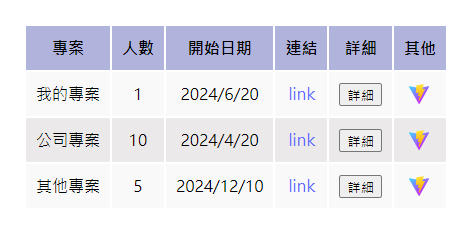 專案 人數 開始日期 連結 詳細 其他
我的專案 1 2024/6/20 link 詳細
公司專案 10 2024/4/20 link 詳細
其他專案 5 2024/12/10 link 詳細